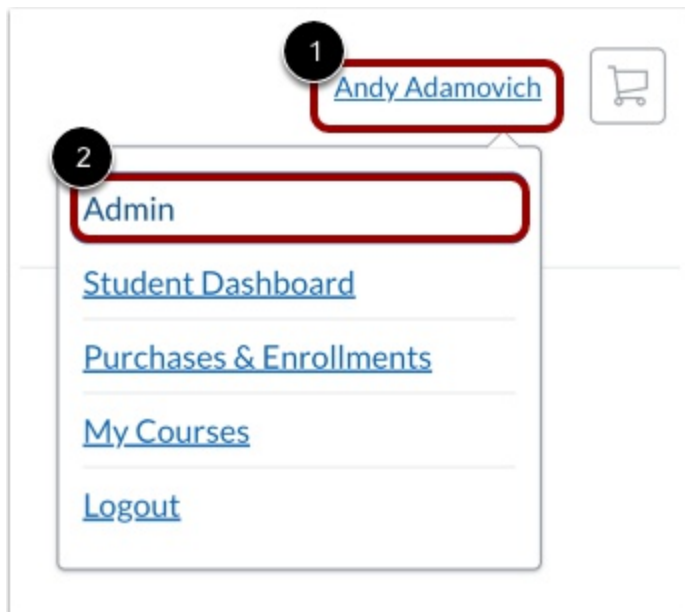 1
Andy Adamovich
2
Admin
Student Dashboard
Purchases & Enrollments
My Courses
Logout